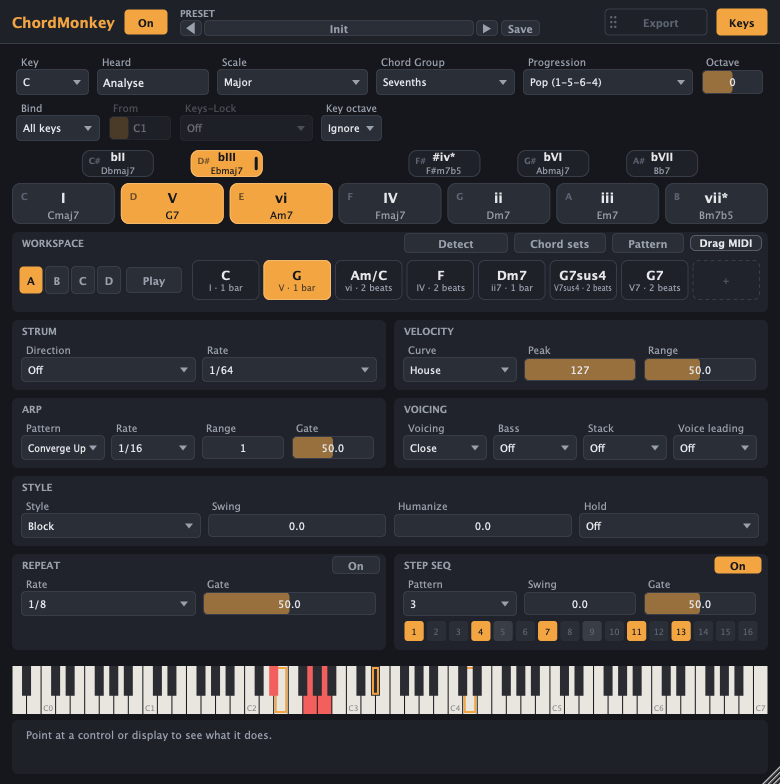 ChordMonkey On PRESET Init Save Export Keys
Key Heard Scale Chord Group Progression Octave
C Analyse Major Sevenths Pop (1-5-6-4) 0
Bind From Keys-Lock Key octave
All keys C1 Off Ignore
C# bII D# bIII F# #iv* G# bVI A# bVII
Dbmaj7 Ebmaj7 F#m7b5 Abmaj7 Bb7
C I D V E vi F IV G ii A iii B vii*
Cmaj7 G7 Am7 Fmaj7 Dm7 Em7 Bm7b5
WORKSPACE Detect Chord sets Pattern Drag MIDI
A B C D Play C G Am/C F Dm7 G7sus4 G7 +
I · 1 bar V · 1 bar vi · 2 beats IV · 2 beats ii7 · 1 bar V7sus4 · 2 beats V7 · 2 beats
STRUM
Direction Rate
Off 1/64
VELOCITY
Curve Peak Range
House 127 50.0
ARP
Pattern Rate Range Gate
Converge Up 1/16 1 50.0
VOICING
Voicing Bass Stack Voice leading
Close Off Off Off
STYLE
Style Swing Humanize Hold
Block 0.0 0.0 Off
REPEAT On
Rate Gate
1/8 50.0
STEP SEQ On
Pattern Swing Gate
3 0.0 50.0
1 2 3 4 5 6 7 8 9 10 11 12 13 14 15 16
C0 C1 C2 C3 C4 C5 C6 C7
Point at a control or display to see what it does.